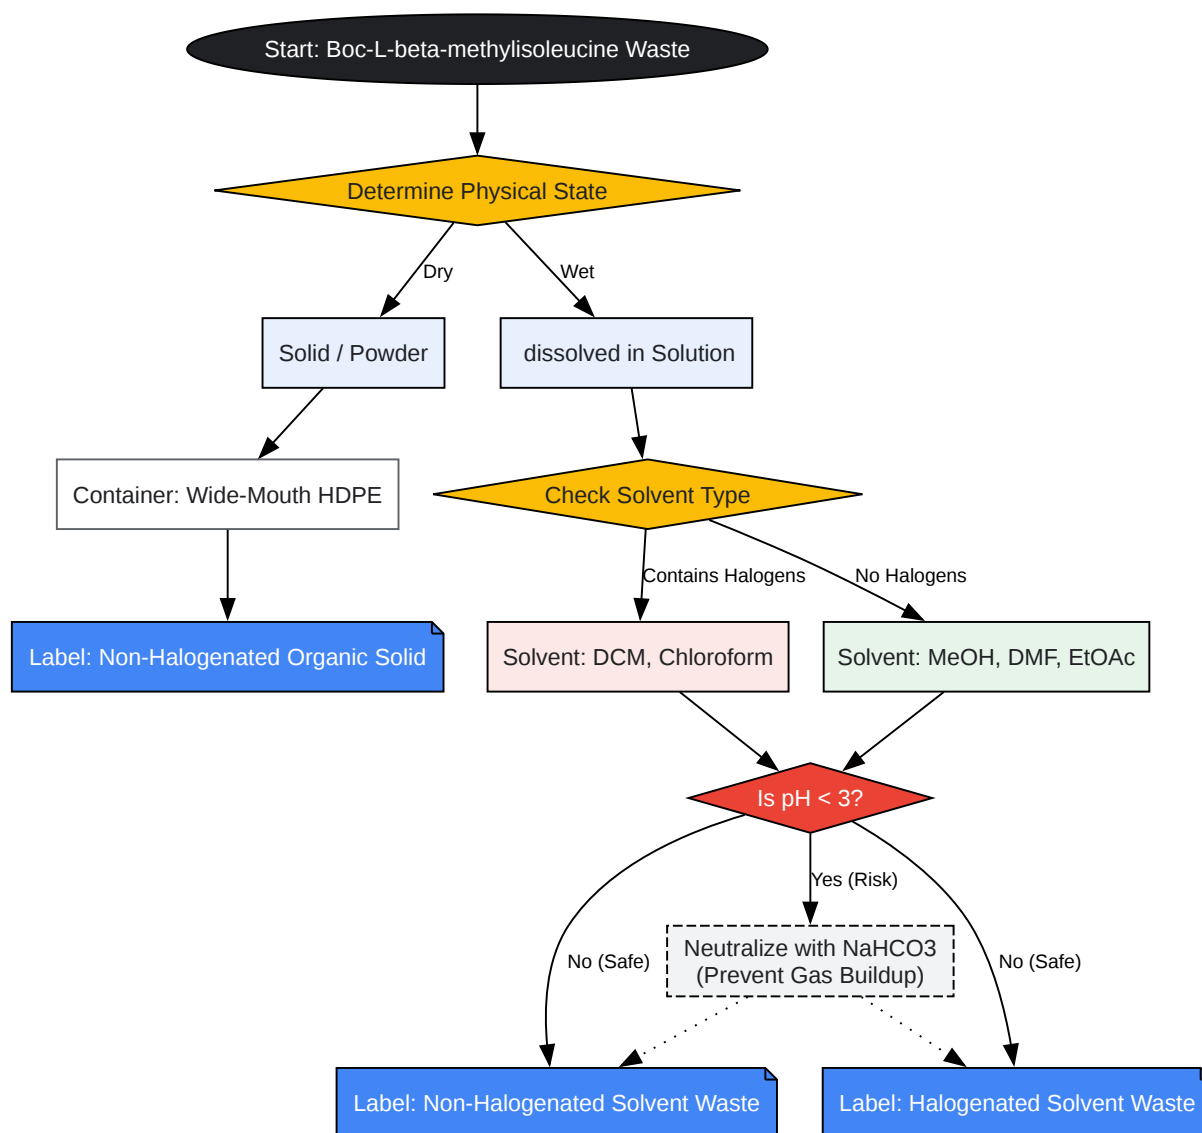 Start: Boc-L-beta-methylisoleucine Waste
Determine Physical State
Dry
Wet
Solid / Powder
dissolved in Solution
Container: Wide-Mouth HDPE
Check Solvent Type
Contains Halogens
No Halogens
Label: Non-Halogenated Organic Solid
Solvent: DCM, Chloroform
Solvent: MeOH, DMF, EtOAc
Is pH < 3?
Yes (Risk)
Neutralize with NaHCO3
(Prevent Gas Buildup)
No (Safe)
No (Safe)
Label: Non-Halogenated Solvent Waste
Label: Halogenated Solvent Waste